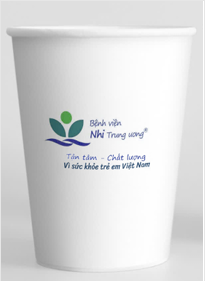 Bệnh viện
Nhi Trung ương®
Tận tâm - Chất lượng
Vì sức khỏe trẻ em Việt Nam